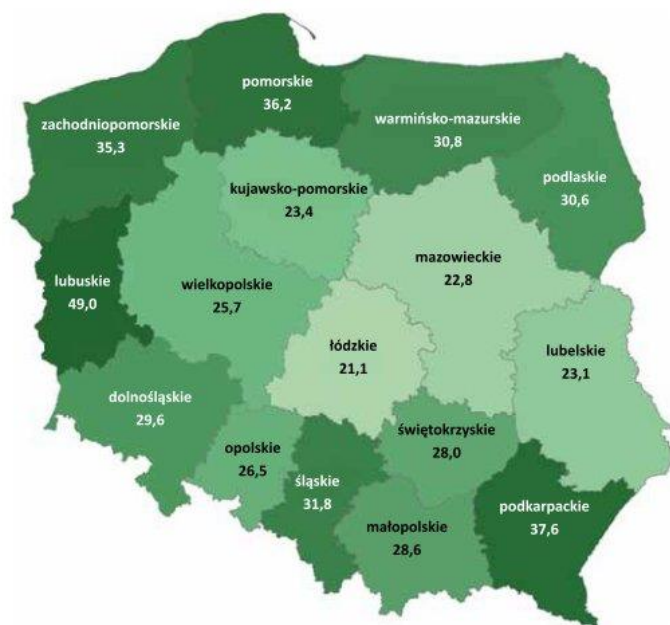 pomorskie
36,2
zachodniopomorskie
35,3
warmińsko-mazurskie
30,8
podlaskie
30,6
kujawsko-pomorskie
23,4
mazowieckie
22,8
lubuskie
49,0
wielkopolskie
25,7
łódzkie
21,1
lubelskie
23,1
dolnośląskie
29,6
świętokrzyskie
28,0
opolskie
26,5
śląskie
31,8
podkarpackie
37,6
małopolskie
28,6